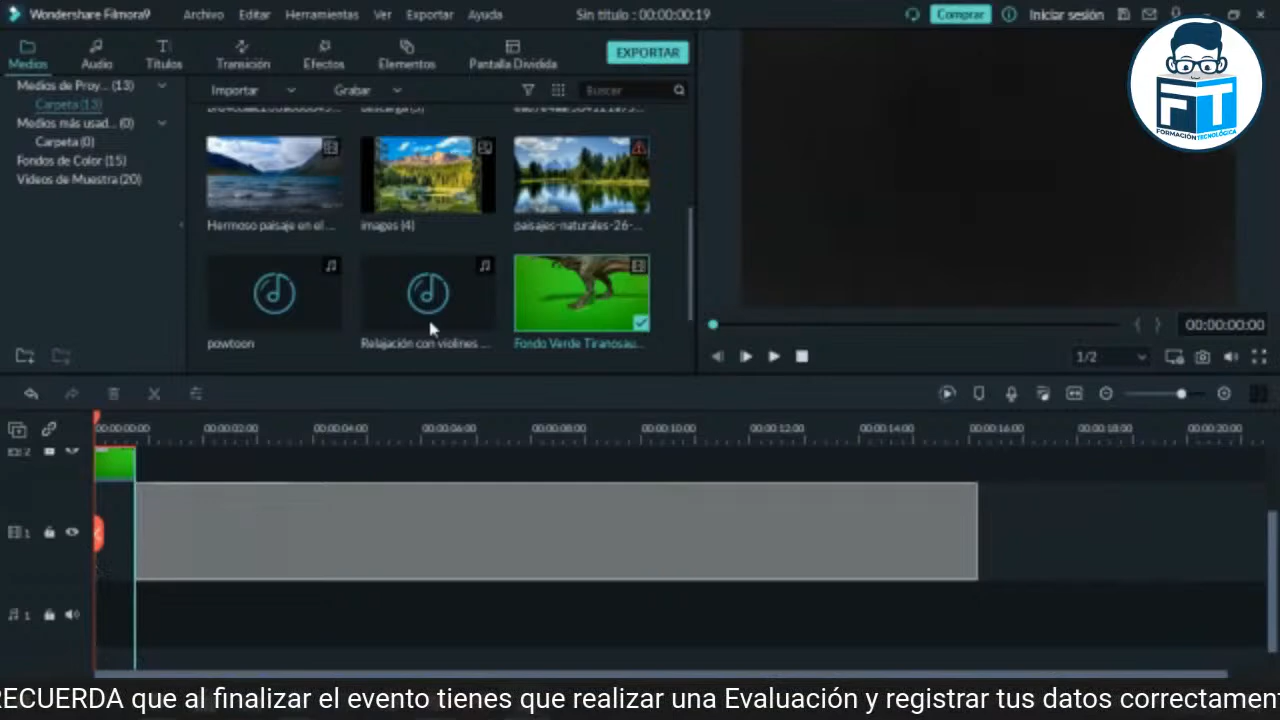 Wondershare Filmora9 Archivo Editar Herramientas Ver Exportar Ayuda Sin título : 00:00:00:19 Comprar Iniciar sesión
Medios Audio Títulos Transición Efectos Elementos Pantalla Dividida EXPORTAR
Medios de Proy... (13)
Carpeta (13)
Medios más usad... (0)
Carpeta (0)
Fondos de Color (15)
Videos de Muestra (20)
Importar Grabar Buscar
Hermoso paisaje en el ... images (4) paisajes-naturales-26-...
powtoon Relajación con violines ... Fondo Verde Tiranosau...
FT
FORMACIÓN TECNOLÓGICA
00:00:00:00
1/2
00:00:00:00 00:00:02:00 00:00:04:00 00:00:06:00 00:00:08:00 00:00:10:00 00:00:12:00 00:00:14:00 00:00:16:00 00:00:18:00 00:00:20:00
2
1
1
RECUERDA que al finalizar el evento tienes que realizar una Evaluación y registrar tus datos correctamen